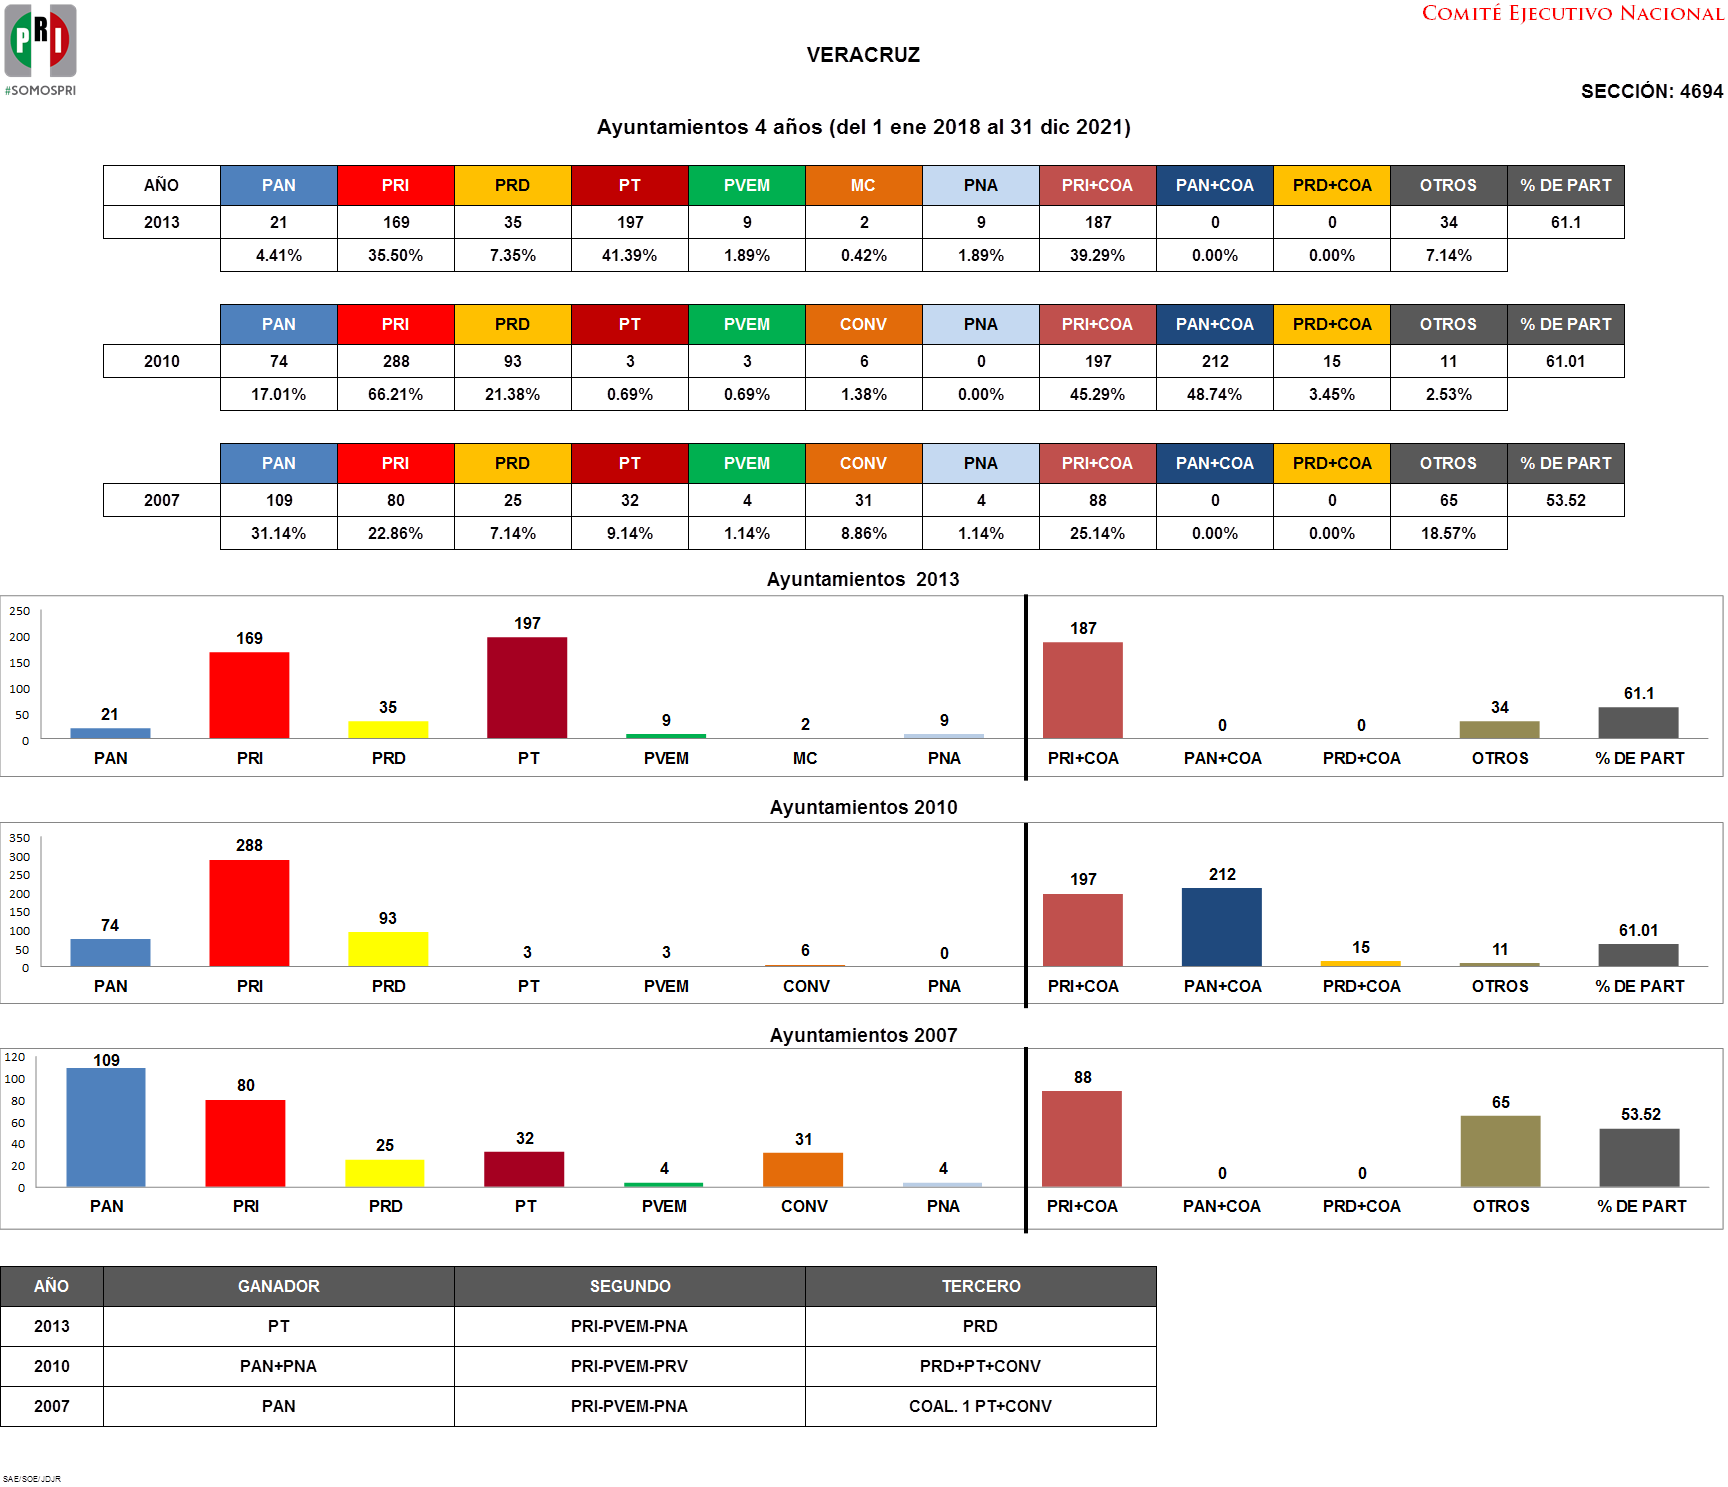 PRI
#SOMOSPRI
COMITÉ EJECUTIVO NACIONAL
VERACRUZ
SECCIÓN: 4694
Ayuntamientos 4 años (del 1 ene 2018 al 31 dic 2021)
AÑO PAN PRI PRD PT PVEM MC PNA PRI+COA PAN+COA PRD+COA OTROS % DE PART
2013 21 169 35 197 9 2 9 187 0 0 34 61.1
4.41% 35.50% 7.35% 41.39% 1.89% 0.42% 1.89% 39.29% 0.00% 0.00% 7.14%
PAN PRI PRD PT PVEM CONV PNA PRI+COA PAN+COA PRD+COA OTROS % DE PART
2010 74 288 93 3 3 6 0 197 212 15 11 61.01
17.01% 66.21% 21.38% 0.69% 0.69% 1.38% 0.00% 45.29% 48.74% 3.45% 2.53%
PAN PRI PRD PT PVEM CONV PNA PRI+COA PAN+COA PRD+COA OTROS % DE PART
2007 109 80 25 32 4 31 4 88 0 0 65 53.52
31.14% 22.86% 7.14% 9.14% 1.14% 8.86% 1.14% 25.14% 0.00% 0.00% 18.57%
Ayuntamientos 2013
250
200
150
100
50
0
21 169 35 197 9 2 9 187 0 0 34 61.1
PAN PRI PRD PT PVEM MC PNA PRI+COA PAN+COA PRD+COA OTROS % DE PART
Ayuntamientos 2010
350
300
250
200
150
100
50
0
74 288 93 3 3 6 0 197 212 15 11 61.01
PAN PRI PRD PT PVEM CONV PNA PRI+COA PAN+COA PRD+COA OTROS % DE PART
Ayuntamientos 2007
120
100
80
60
40
20
0
109 80 25 32 4 31 4 88 0 0 65 53.52
PAN PRI PRD PT PVEM CONV PNA PRI+COA PAN+COA PRD+COA OTROS % DE PART
AÑO GANADOR SEGUNDO TERCERO
2013 PT PRI-PVEM-PNA PRD
2010 PAN+PNA PRI-PVEM-PRV PRD+PT+CONV
2007 PAN PRI-PVEM-PNA COAL. 1 PT+CONV
SAE/SOE/JDJR